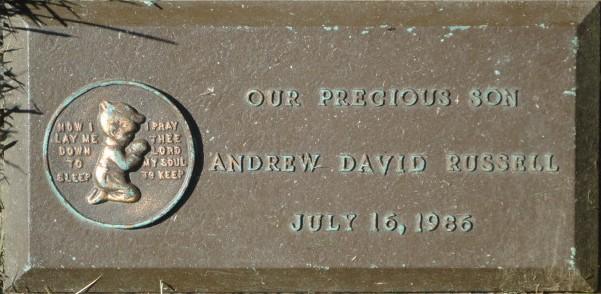 NOW I
LAY ME
DOWN
TO
SLEEP
I PRAY
THEE
LORD
MY SOUL
TO KEEP
OUR PRECIOUS SON
ANDREW DAVID RUSSELL
JULY 16, 1986